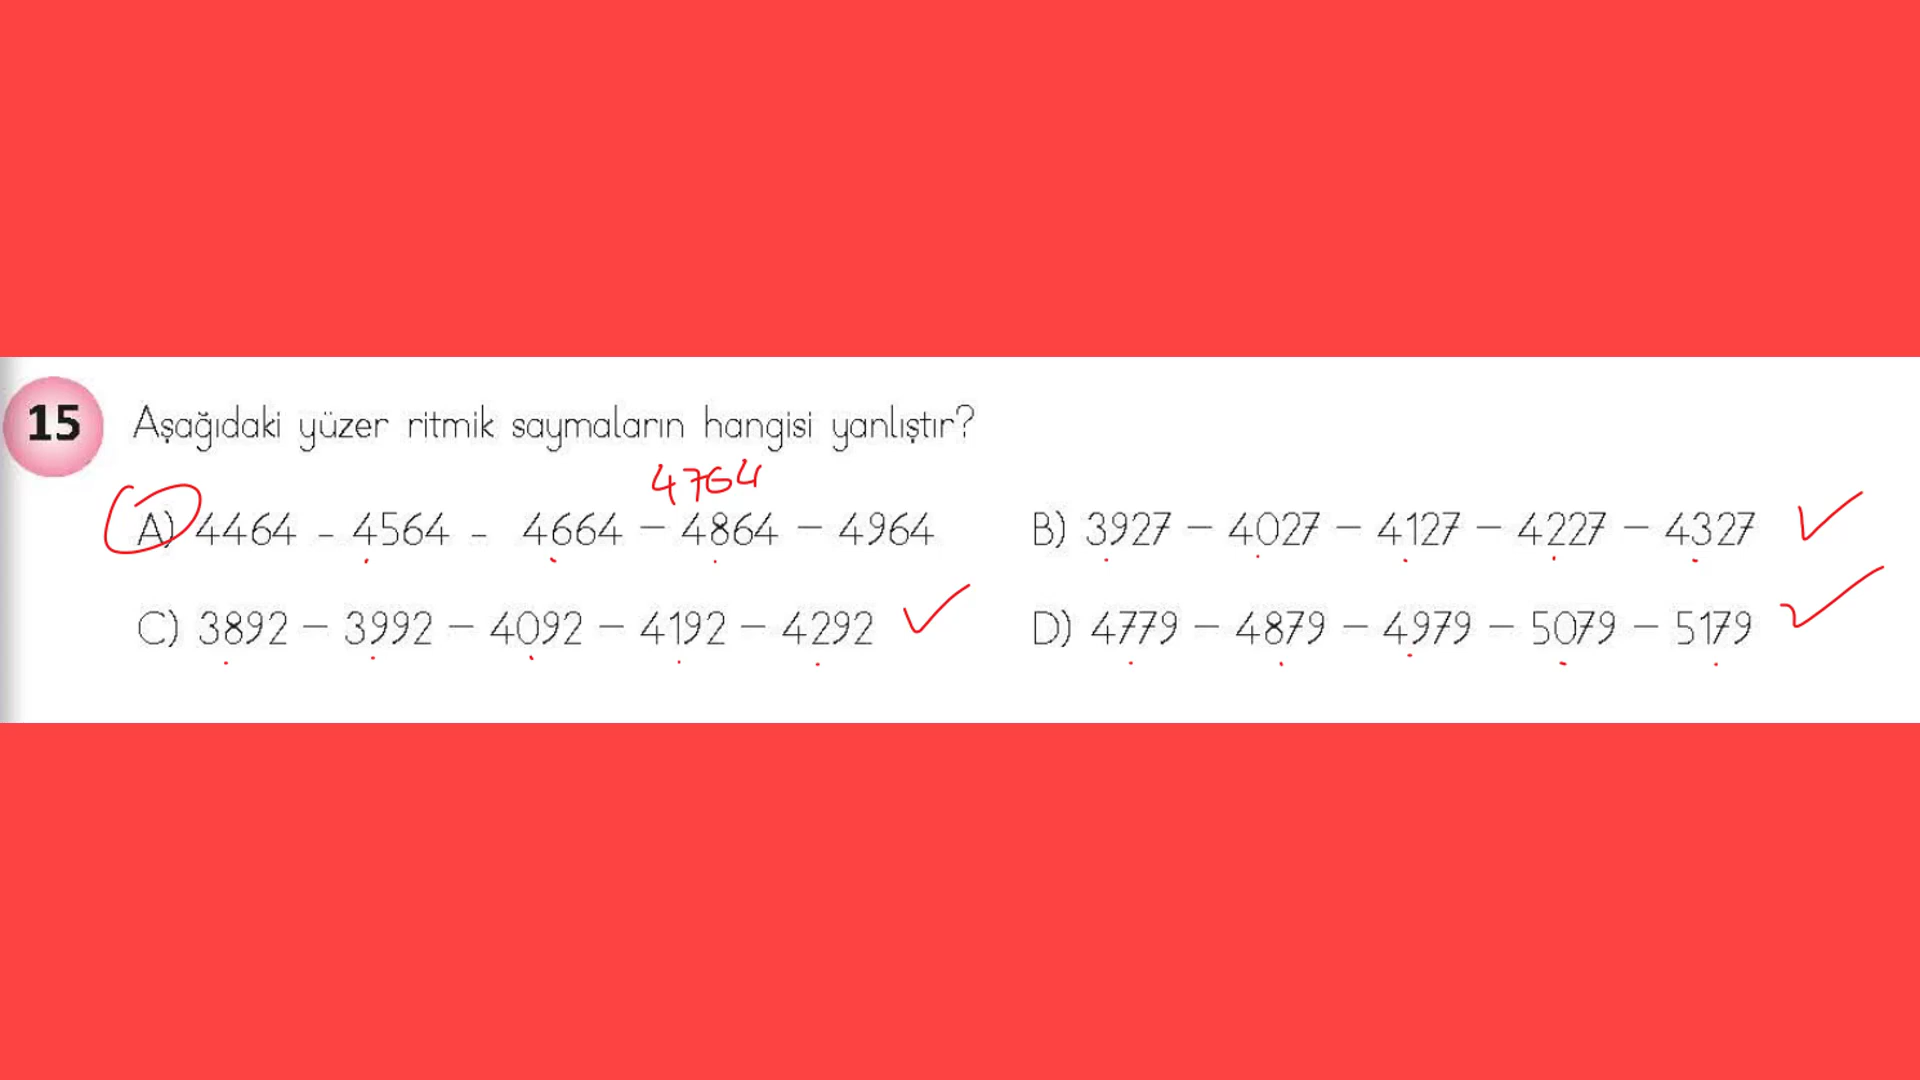 15 Aşağıdaki yüzer ritmik saymaların hangisi yanlıştır?
4764
A) 4464 - 4564 - 4664 – 4864 – 4964
B) 3927 – 4027 – 4127 – 4227 – 4327
C) 3892 – 3992 – 4092 – 4192 – 4292
D) 4779 – 4879 – 4979 – 5079 – 5179